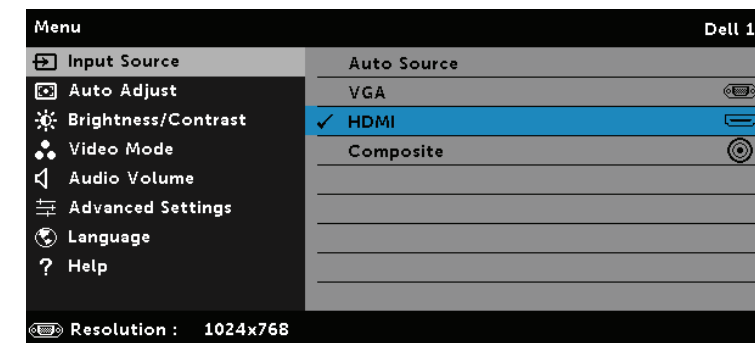 Menu Dell 1
Input Source
Auto Adjust
Brightness/Contrast
Video Mode
Audio Volume
Advanced Settings
Language
? Help
Auto Source
VGA
✓ HDMI
Composite
Resolution : 1024x768